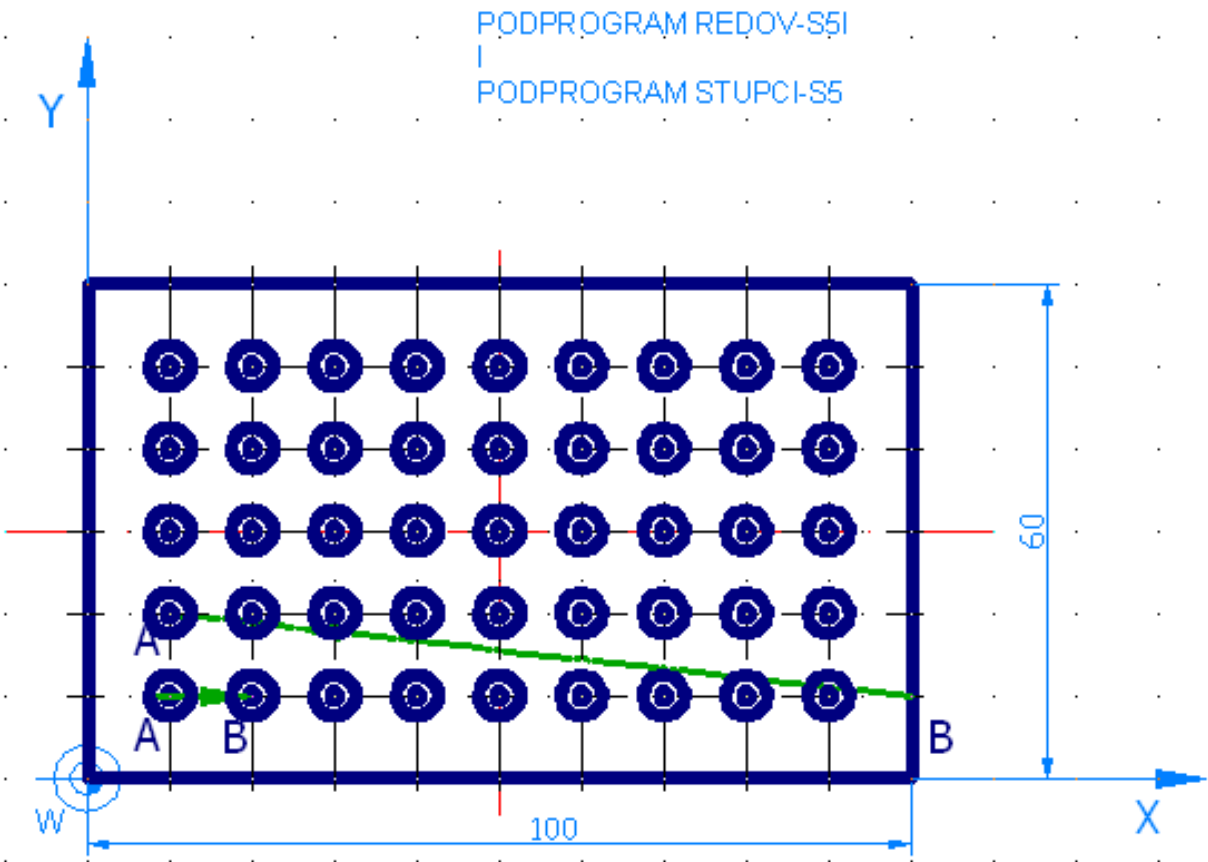 PODPROGRAM REDOV-S5I
I
PODPROGRAM STUPCI-S5
Y
60
A
A B
B
W
X
100